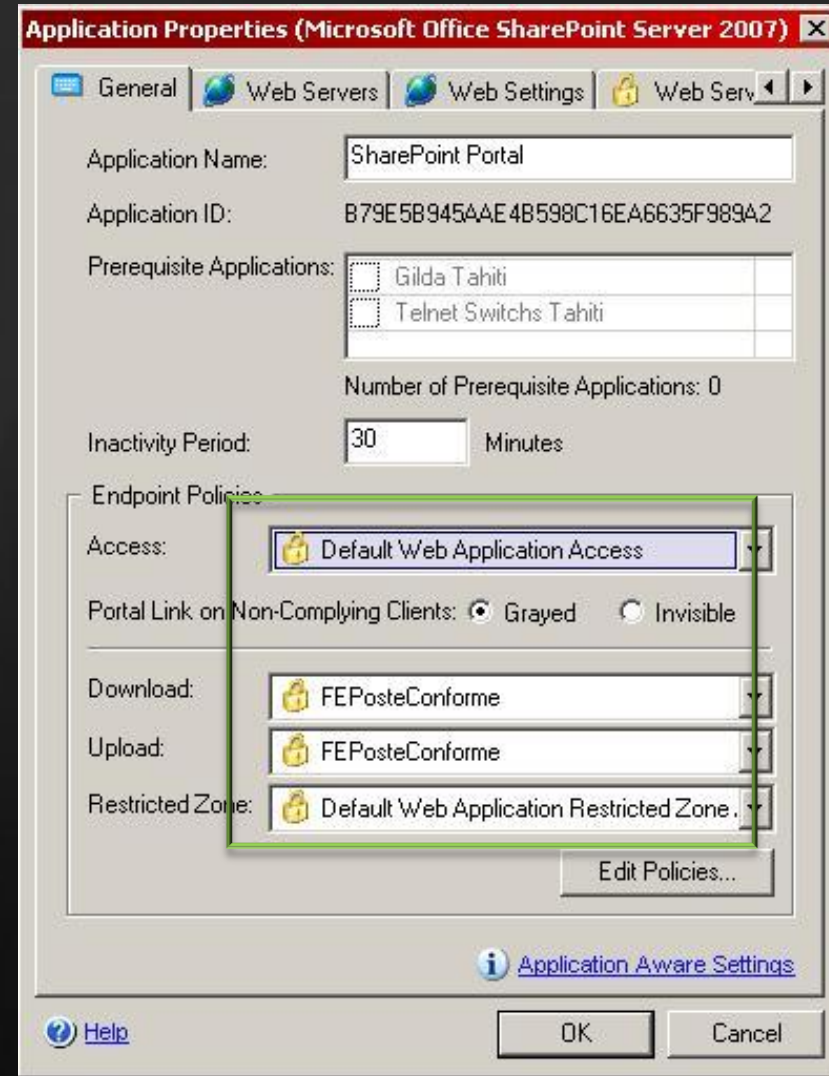 Application Properties (Microsoft Office SharePoint Server 2007)
General Web Servers Web Settings Web Serv
Application Name: SharePoint Portal
Application ID: B79E5B945AAE4B598C16EA6635F989A2
Prerequisite Applications: Gilda Tahiti
Telnet Switchs Tahiti
Number of Prerequisite Applications: 0
Inactivity Period: 30 Minutes
Endpoint Policies
Access: Default Web Application Access
Portal Link on Non-Complying Clients: Grayed Invisible
Download: FEPosteConforme
Upload: FEPosteConforme
Restricted Zone: Default Web Application Restricted Zone .
Edit Policies...
Application Aware Settings
Help OK Cancel